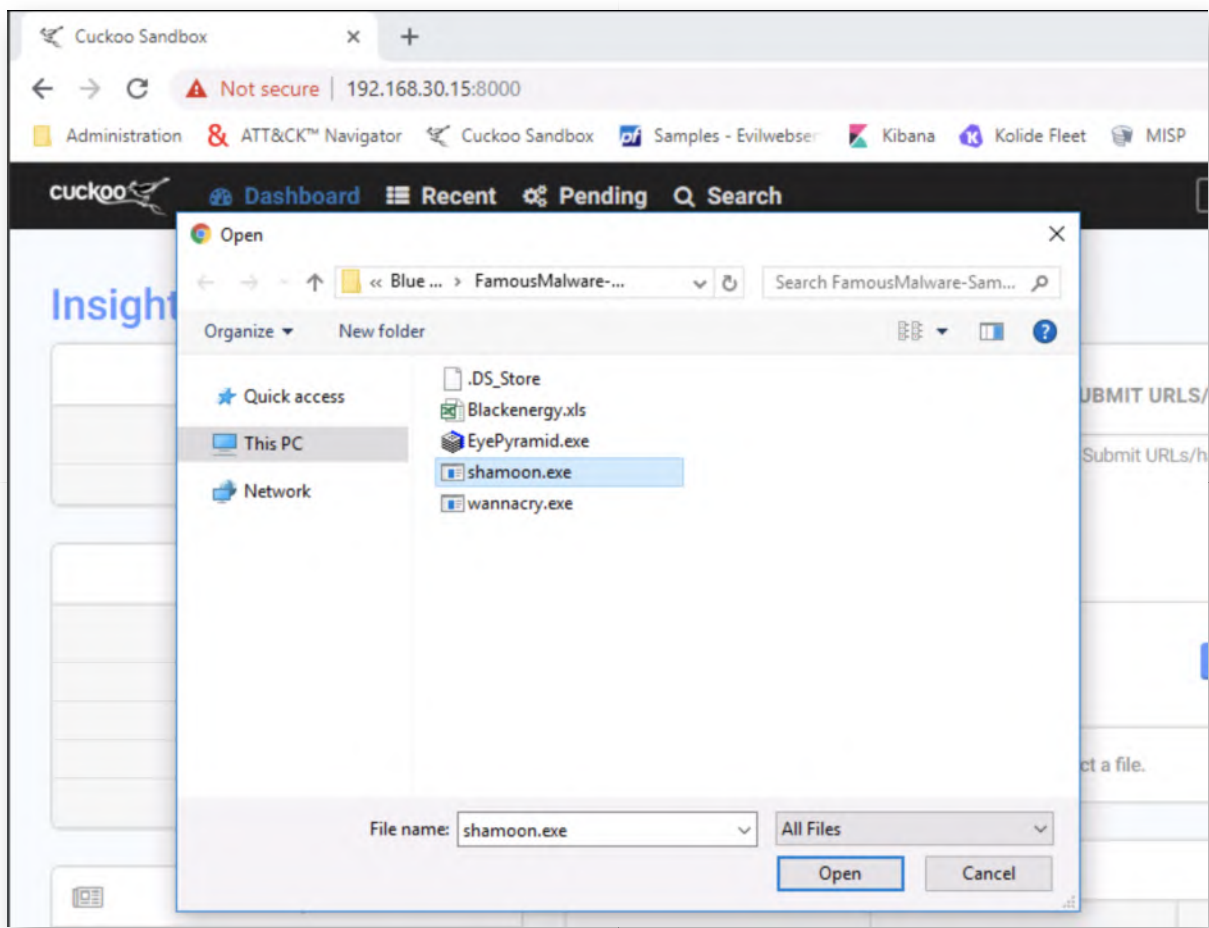 Cuckoo Sandbox
Not secure | 192.168.30.15:8000
Administration & ATT&CK™ Navigator Cuckoo Sandbox pf Samples - Evilwebser Kibana K Kolide Fleet MISP
cuckoo Dashboard Recent Pending Search
Open
« Blue ... › FamousMalware-... Search FamousMalware-Sam...
Insight
Organize New folder ?
.DS_Store
Quick access
UBMIT URLS/
Blackenergy.xls
This PC
EyePyramid.exe
Submit URLs/h
shamoon.exe
Network
wannacry.exe
ct a file.
File name: shamoon.exe All Files
Open Cancel